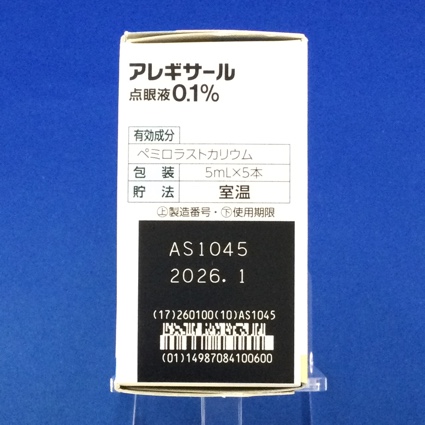 アレギサール
点眼液0.1%
有効成分
ペミロラストカリウム
包装 5mL×5本
貯法 室温
㊤製造番号・㊦使用期限
AS1045
2026.1
(17)260100(10)AS1045
(01)14987084100600